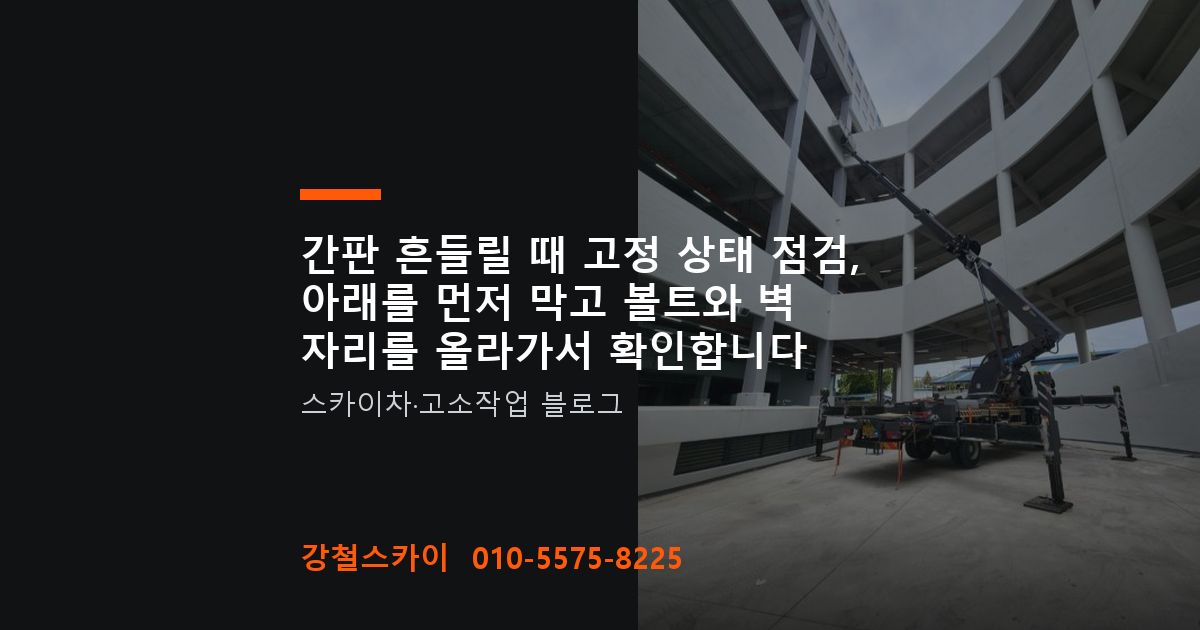 간판 흔들릴 때 고정 상태 점검,
아래를 먼저 막고 볼트와 벽
자리를 올라가서 확인합니다
스카이차·고소작업 블로그
강철스카이 010-5575-8225